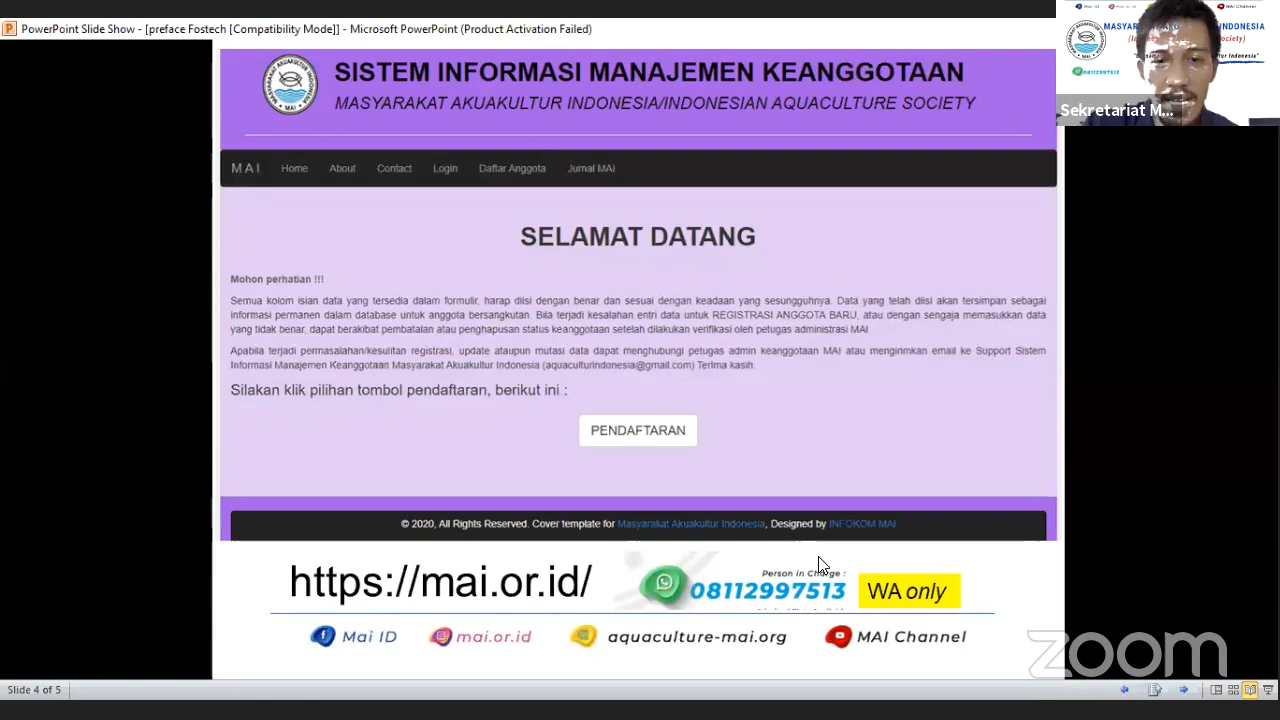 PowerPoint Slide Show - [preface Fostech [Compatibility Mode]] - Microsoft PowerPoint (Product Activation Failed)
SISTEM INFORMASI MANAJEMEN KEANGGOTAAN
MASYARAKAT AKUAKULTUR INDONESIA/INDONESIAN AQUACULTURE SOCIETY
M A I Home About Contact Login Daftar Anggota Jurnal MAI
SELAMAT DATANG
Mohon perhatian !!!
Semua kolom isian data yang tersedia dalam formulir, harap diisi dengan benar dan sesuai dengan keadaan yang sesungguhnya. Data yang telah diisi akan tersimpan sebagai
informasi permanen dalam database untuk anggota bersangkutan. Bila terjadi kesalahan entri data untuk REGISTRASI ANGGOTA BARU, atau dengan sengaja memasukkan data
yang tidak benar, dapat berakibat pembatalan atau penghapusan status keanggotaan setelah dilakukan verifikasi oleh petugas administrasi MAI
Apabila terjadi permasalahan/kesulitan registrasi, update ataupun mutasi data dapat menghubungi petugas admin keanggotaan MAI atau mengirimkan email ke Support Sistem
Informasi Manajemen Keanggotaan Masyarakat Akuakultur Indonesia (aquaculturindonesia@gmail.com) Terima kasih.
Silakan klik pilihan tombol pendaftaran, berikut ini :
PENDAFTARAN
© 2020, All Rights Reserved. Cover template for Masyarakat Akuakultur Indonesia, Designed by INFOKOM MAI
https://mai.or.id/
Person in Charge :
08112997513
WA only
Mai ID mai.or.id aquaculture-mai.org MAI Channel
Slide 4 of 5
zoom
Mai ID mai.or.id MAI Channel
INDONESIA
08112997513
Sekretariat M...